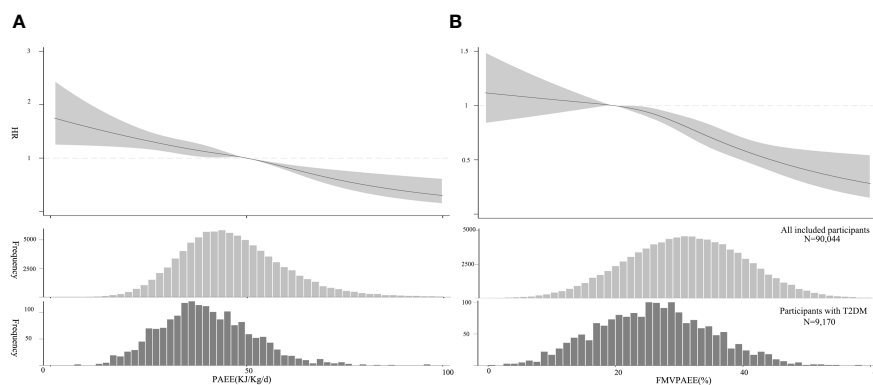 A
B
3
2
HR
1
1.5
1
0.5
Frequency
5000
2500
5000
2500
All included participants
N=90,044
Frequency
100
50
100
50
Participants with T2DM
N=9,170
0
50
100
PAEE(KJ/Kg/d)
0
20
40
FMVPAEE(%)